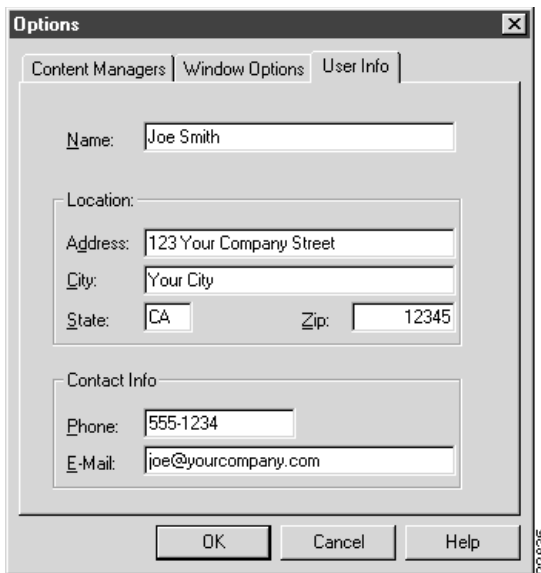 Options
Content Managers Window Options User Info
Name: Joe Smith
Location:
Address: 123 Your Company Street
City: Your City
State: CA Zip: 12345
Contact Info
Phone: 555-1234
E-Mail: joe@yourcompany.com
OK Cancel Help